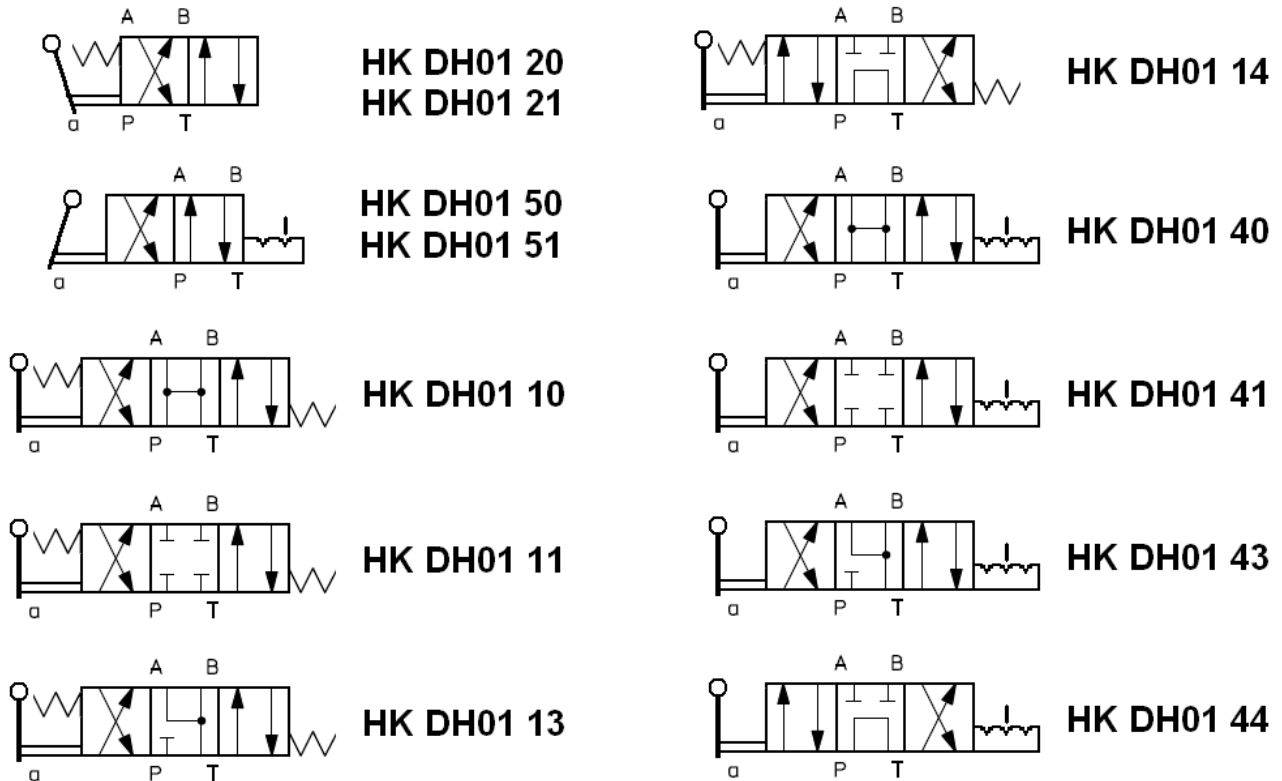 A B
HK DH01 20
HK DH01 21
a P T
A B
HK DH01 50
HK DH01 51
a P T
A B
HK DH01 10
a P T
A B
HK DH01 11
a P T
A B
HK DH01 13
a P T
A B
HK DH01 14
a P T
A B
HK DH01 40
a P T
A B
HK DH01 41
a P T
A B
HK DH01 43
a P T
A B
HK DH01 44
a P T